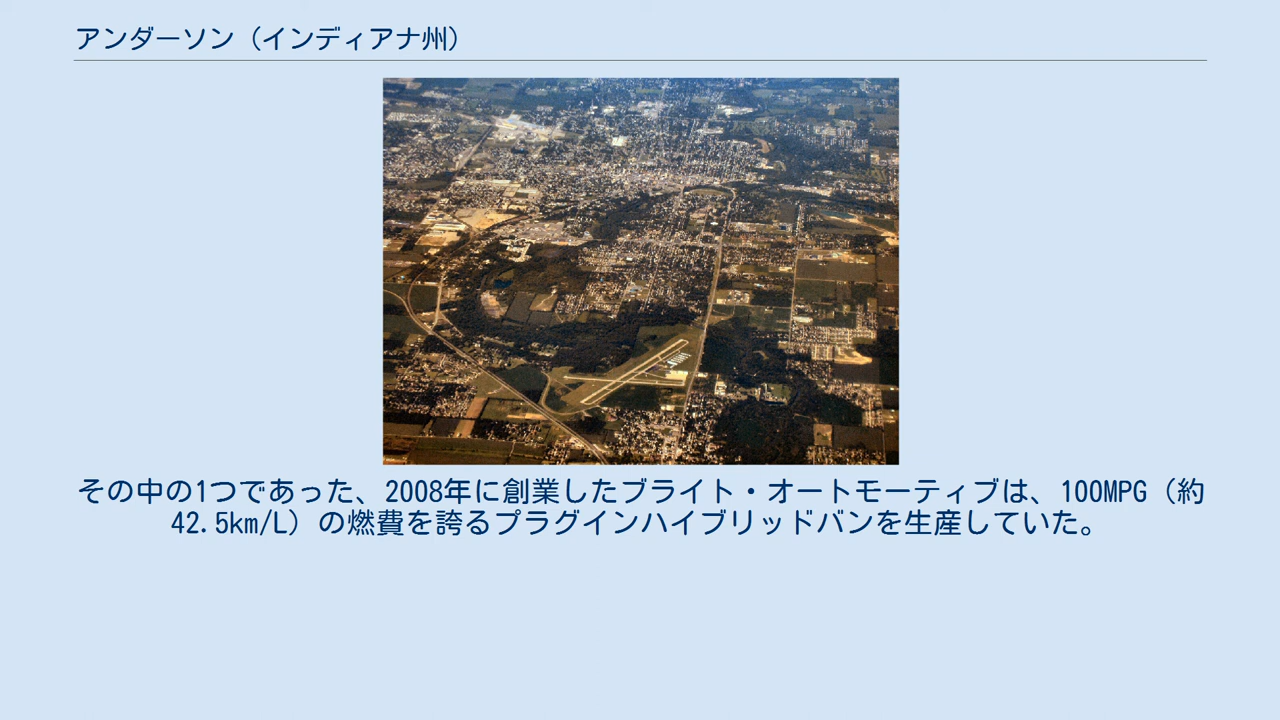 アンダーソン（インディアナ州）
その中の1つであった、2008年に創業したブライト・オートモーティブは、100MPG（約
42.5km/L）の燃費を誇るプラグインハイブリッドバンを生産していた。